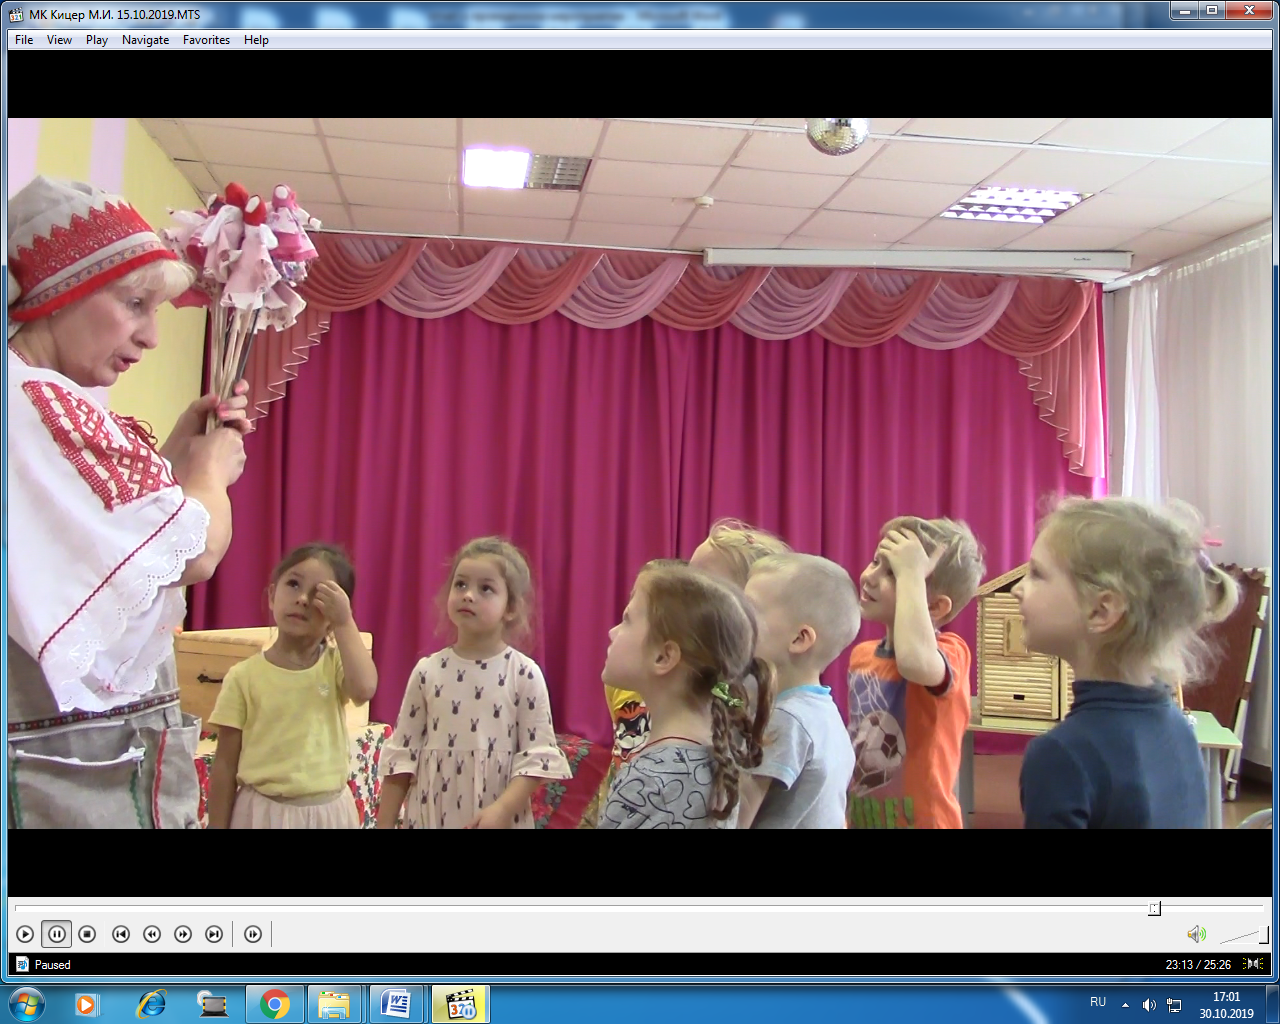 МК Кицер М.И. 15.10.2019.MTS
File View Play Navigate Favorites Help
Paused
23:13 / 25:26
RU
17:01
30.10.2019